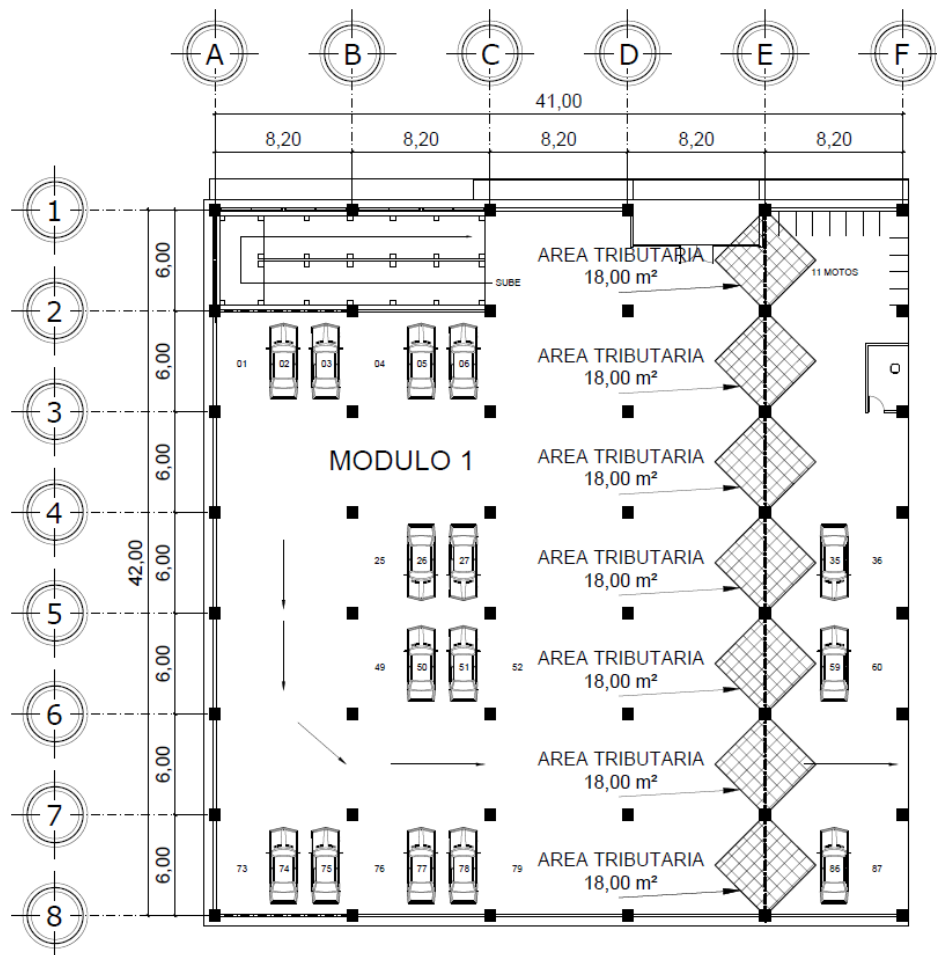 A B C D E F
41,00
8,20 8,20 8,20 8,20 8,20
1
6,00
AREA TRIBUTARIA
18,00 m²
11 MOTOS
SUBE
2
6,00
01 02 03 04 05 06
AREA TRIBUTARIA
18,00 m²
3
6,00
MODULO 1
AREA TRIBUTARIA
18,00 m²
4
42,00
6,00
25 26 27
AREA TRIBUTARIA
18,00 m²
35 36
5
6,00
49 50 51 52
AREA TRIBUTARIA
18,00 m²
59 60
6
6,00
AREA TRIBUTARIA
18,00 m²
7
6,00
73 74 75 76 77 78 79
AREA TRIBUTARIA
18,00 m²
86 87
8